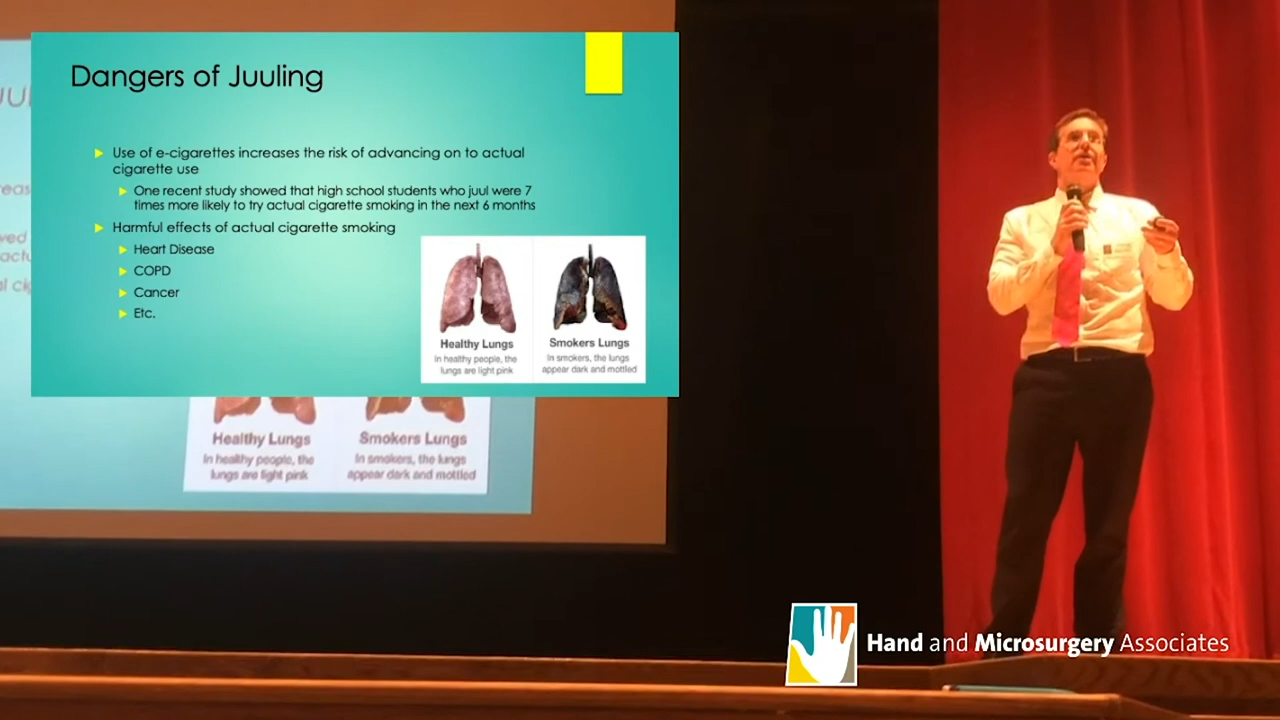 Dangers of Juuling
Use of e-cigarettes increases the risk of advancing on to actual
cigarette use
One recent study showed that high school students who juul were 7
times more likely to try actual cigarette smoking in the next 6 months
Harmful effects of actual cigarette smoking
Heart Disease
COPD
Cancer
Etc.
Healthy Lungs
In healthy people, the
lungs are light pink
Smokers Lungs
In smokers, the lungs
appear dark and mottled
Healthy Lungs
In healthy people, the
lungs are light pink
Smokers Lungs
In smokers, the lungs
appear dark and mottled
Hand and Microsurgery Associates